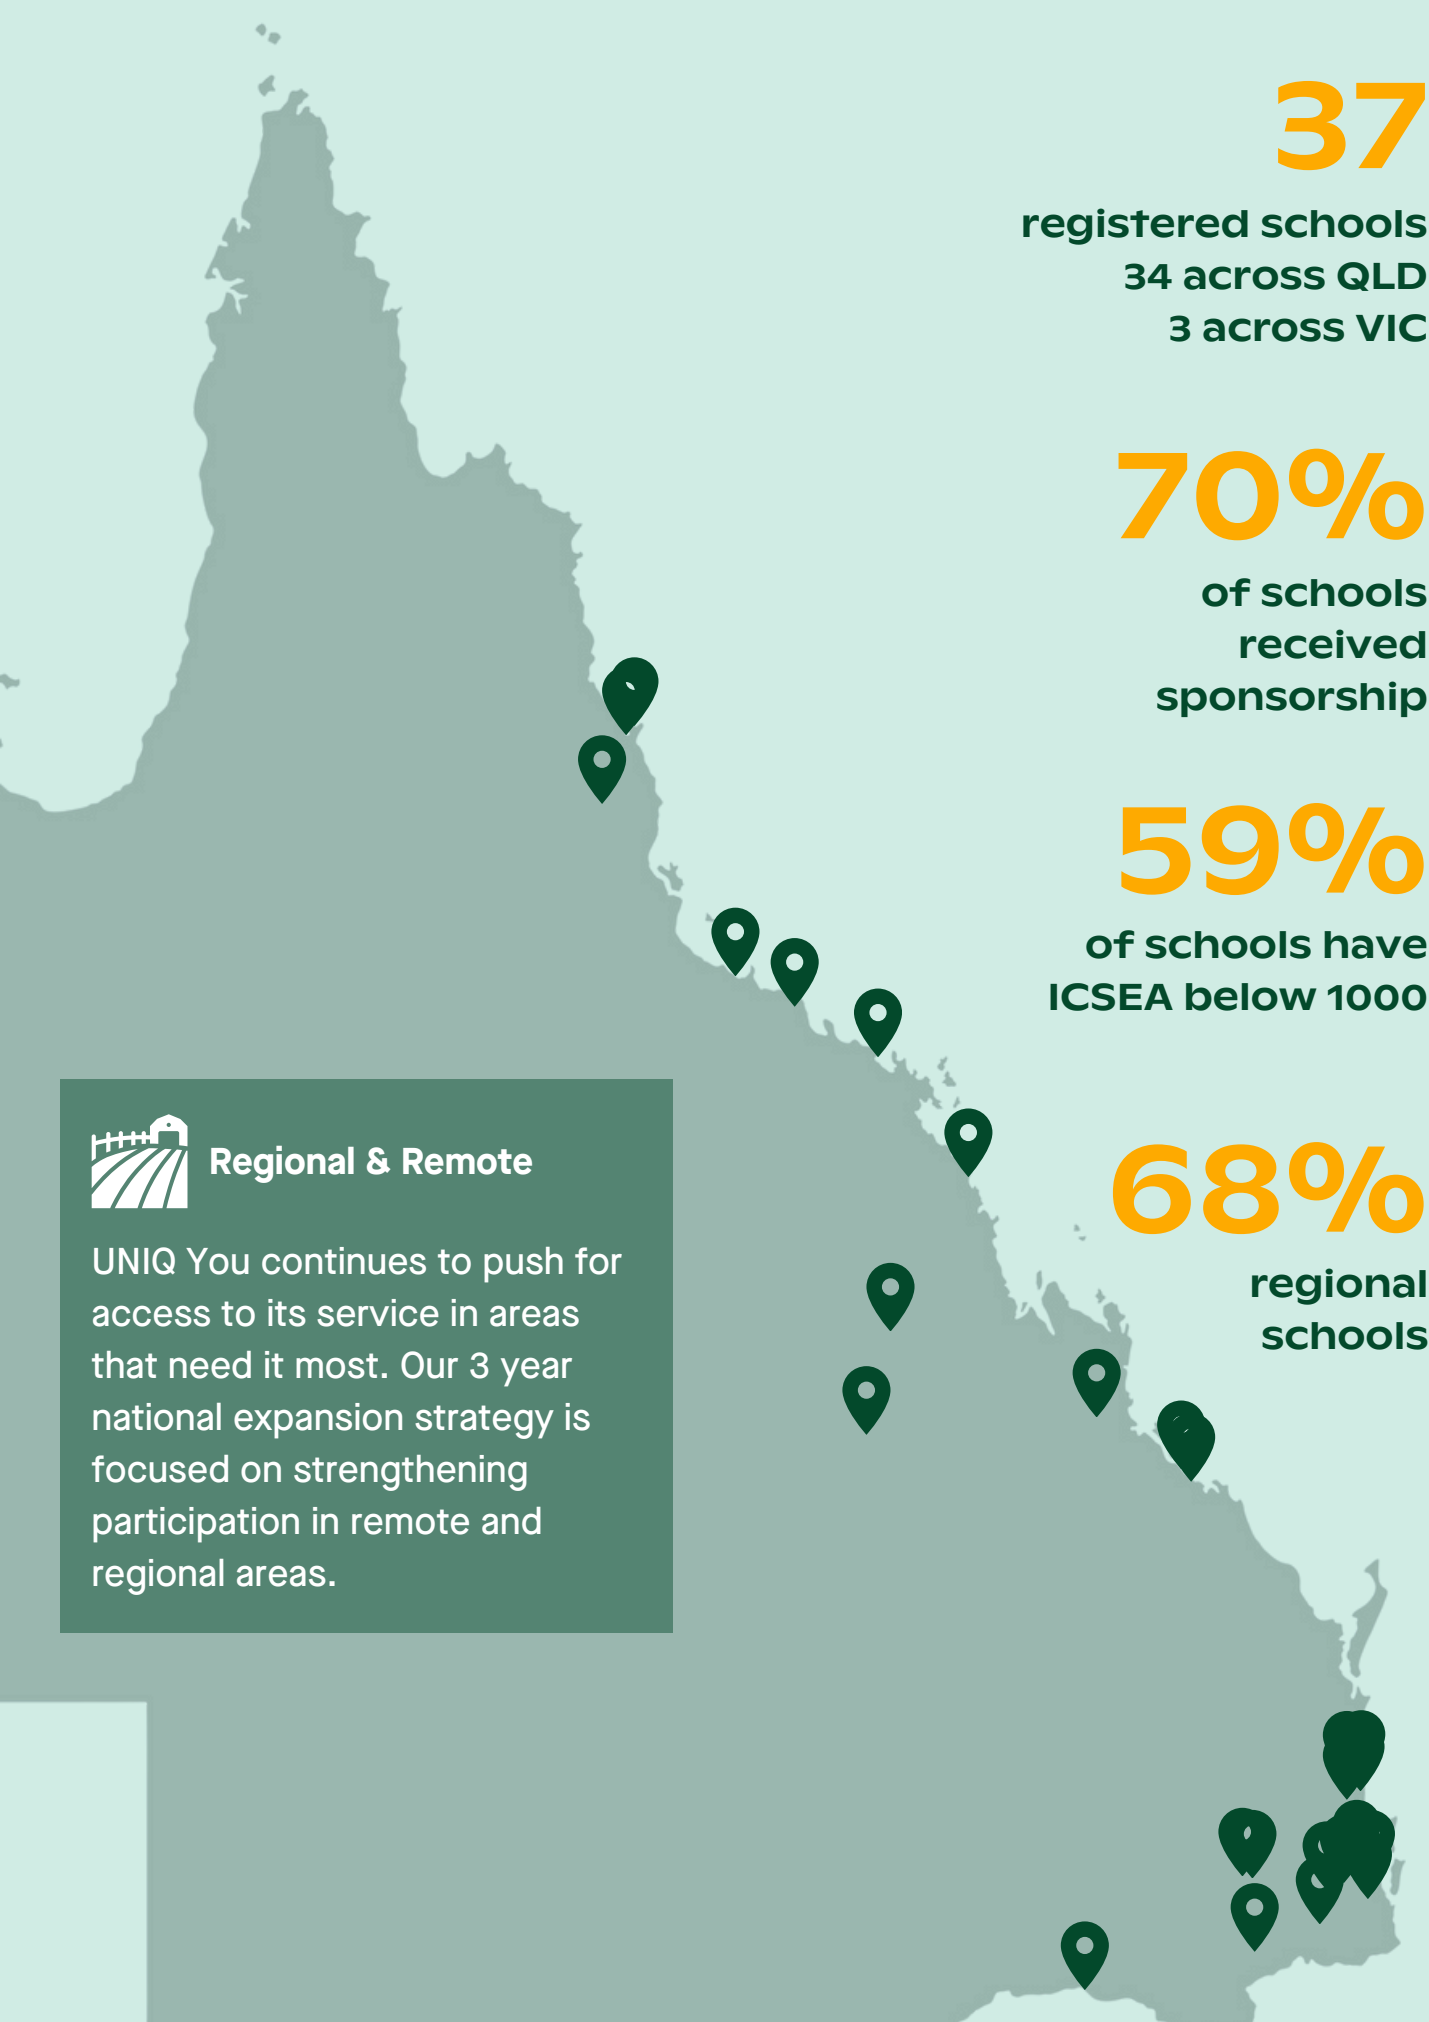 37
registered schools
34 across QLD
3 across VIC
70%
of schools
received
sponsorship
59%
of schools have
ICSEA below 1000
68%
regional
schools
Regional & Remote
UNIQ You continues to push for
access to its service in areas
that need it most. Our 3 year
national expansion strategy is
focused on strengthening
participation in remote and
regional areas.